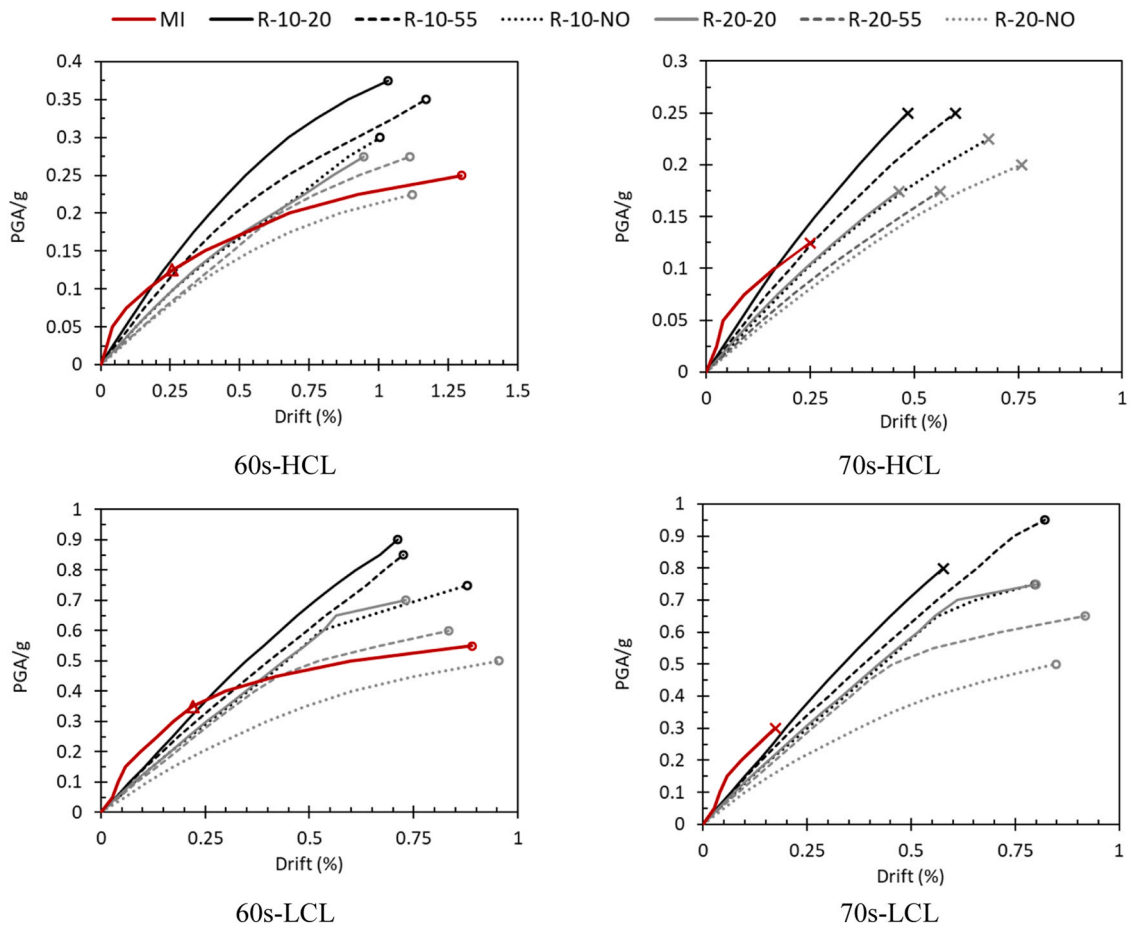 MI R-10-20 R-10-55 R-10-NO R-20-20 R-20-55 R-20-NO
0.4
0.35
0.3
0.25
0.2
0.15
0.1
0.05
0
PGA/g
0 0.25 0.5 0.75 1 1.25 1.5
Drift (%)
60s-HCL
0.3
0.25
0.2
0.15
0.1
0.05
0
PGA/g
0 0.25 0.5 0.75 1
Drift (%)
70s-HCL
1
0.9
0.8
0.7
0.6
0.5
0.4
0.3
0.2
0.1
0
PGA/g
0 0.25 0.5 0.75 1
Drift (%)
60s-LCL
1
0.9
0.8
0.7
0.6
0.5
0.4
0.3
0.2
0.1
0
PGA/g
0 0.25 0.5 0.75 1
Drift (%)
70s-LCL